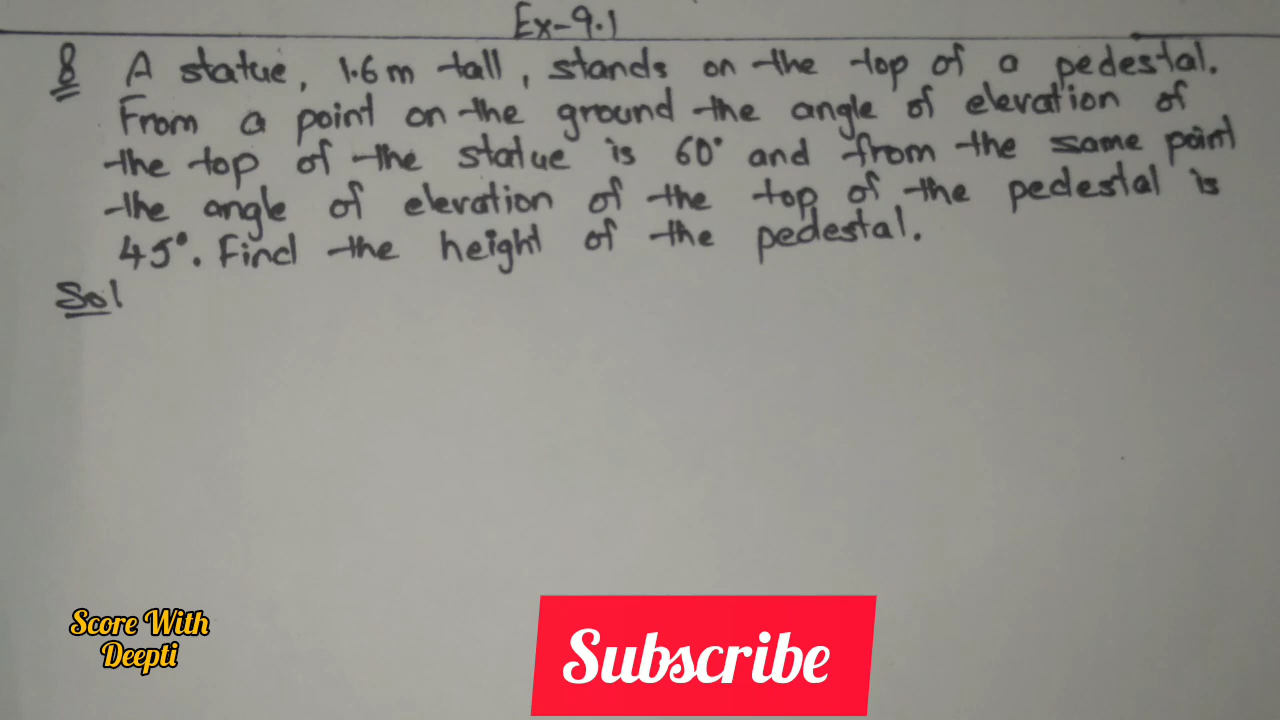 Ex-9.1
8 A statue, 1.6m tall, stands on the top of a pedestal.
From a point on the ground the angle of elevation of
the top of the statue is 60° and from the same point
the angle of elevation of the top of the pedestal is
45°. Find the height of the pedestal.
Sol
Score With
Deepti
Subscribe